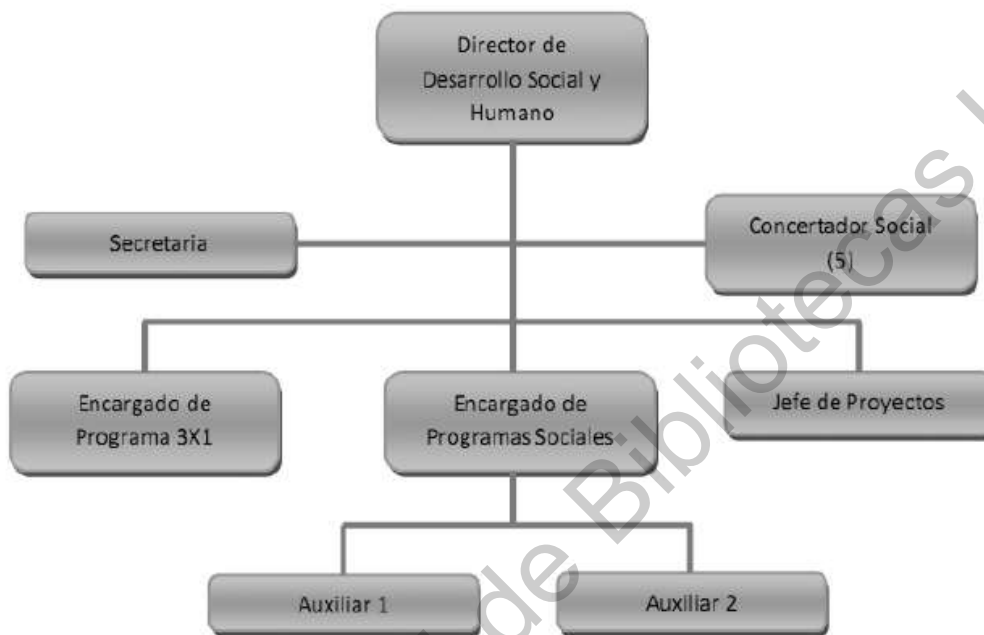 Director de
Desarrollo Social y
Humano
Secretaria
Concertador Social
(5)
Encargado de
Programa 3X1
Encargado de
Programas Sociales
Jefe de Proyectos
Auxiliar 1
Auxiliar 2
de Bibliotecas